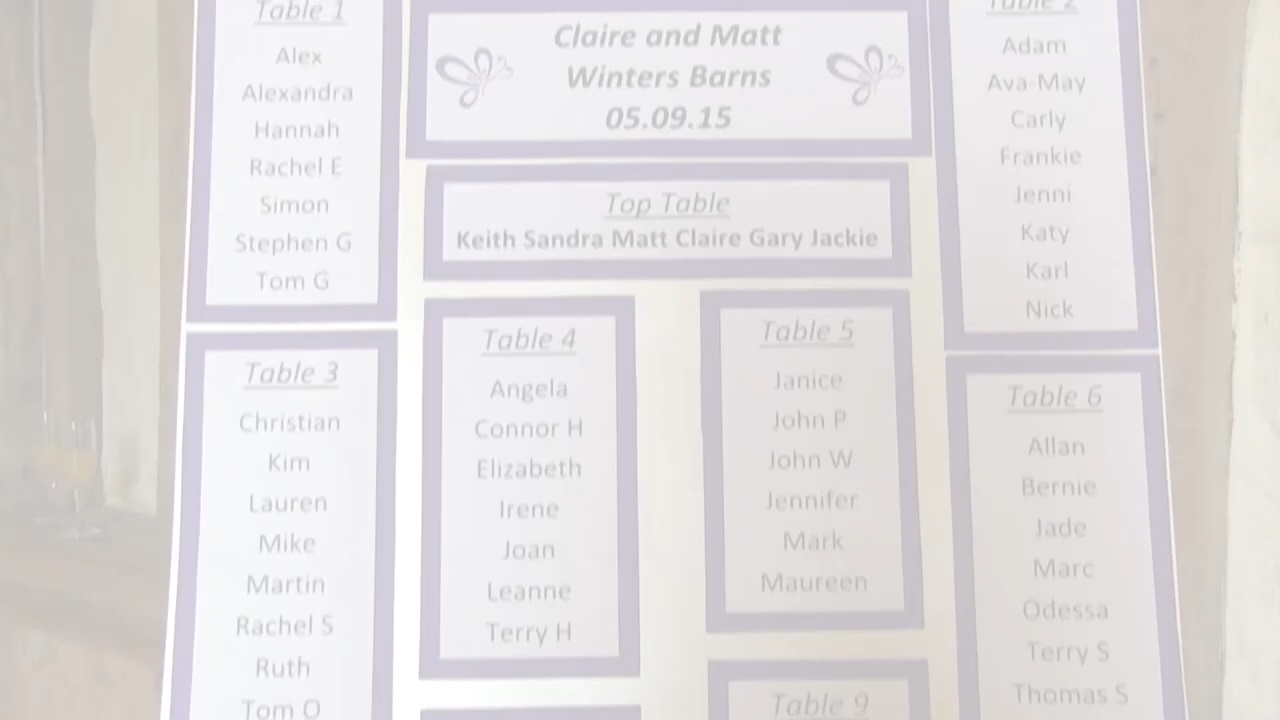 Table 1
Alex
Alexandra
Hannah
Rachel E
Simon
Stephen G
Tom G
Claire and Matt
Winters Barns
05.09.15
Top Table
Keith Sandra Matt Claire Gary Jackie
Table 2
Adam
Ava-May
Carly
Frankie
Jenni
Katy
Karl
Nick
Table 3
Christian
Kim
Lauren
Mike
Martin
Rachel S
Ruth
Tom O
Table 4
Angela
Connor H
Elizabeth
Irene
Joan
Leanne
Terry H
Table 5
Janice
John P
John W
Jennifer
Mark
Maureen
Table 6
Allan
Bernie
Jade
Marc
Odessa
Terry S
Thomas S
Table 9